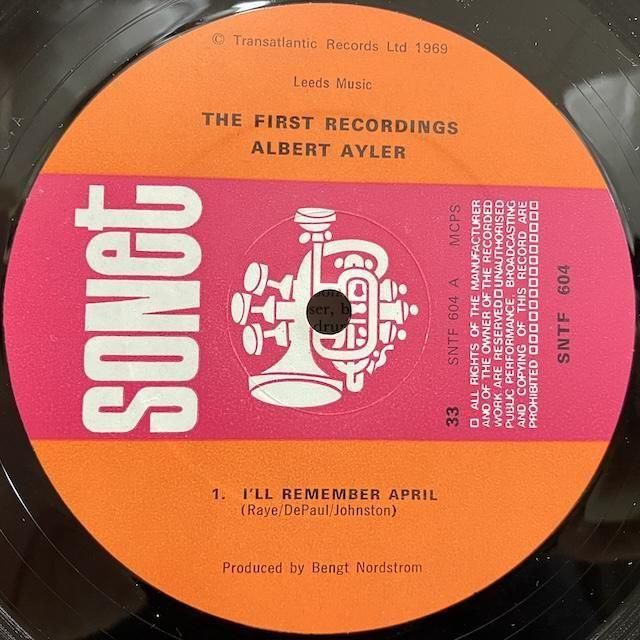 © Transatlantic Records Ltd 1969
Leeds Music
THE FIRST RECORDINGS
ALBERT AYLER
sonet
33 SNTF 604 A MCPS
□ ALL RIGHTS OF THE MANUFACTURER
AND OF THE OWNER OF THE RECORDED
WORK ARE RESERVED□UNAUTHORISED
PUBLIC PERFORMANCE, BROADCASTING
AND COPYING OF THIS RECORD ARE
PROHIBITED □□□□□□□□□□□□□
SNTF 604
ser, b
drum
1. I'LL REMEMBER APRIL
(Raye/DePaul/Johnston)
Produced by Bengt Nordstrom